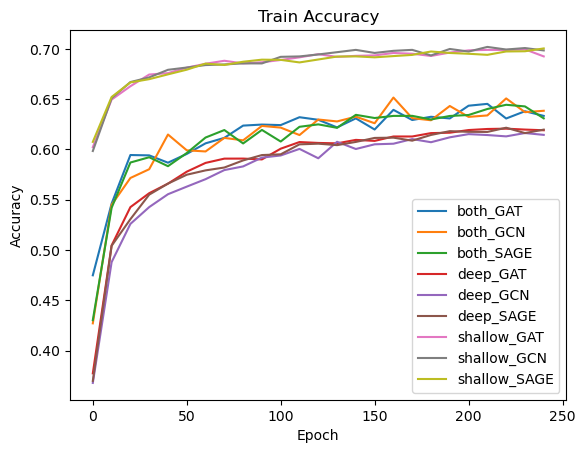 Train Accuracy
Accuracy
0.70
0.65
0.60
0.55
0.50
0.45
0.40
both_GAT
both_GCN
both_SAGE
deep_GAT
deep_GCN
deep_SAGE
shallow_GAT
shallow_GCN
shallow_SAGE
0 50 100 150 200 250
Epoch